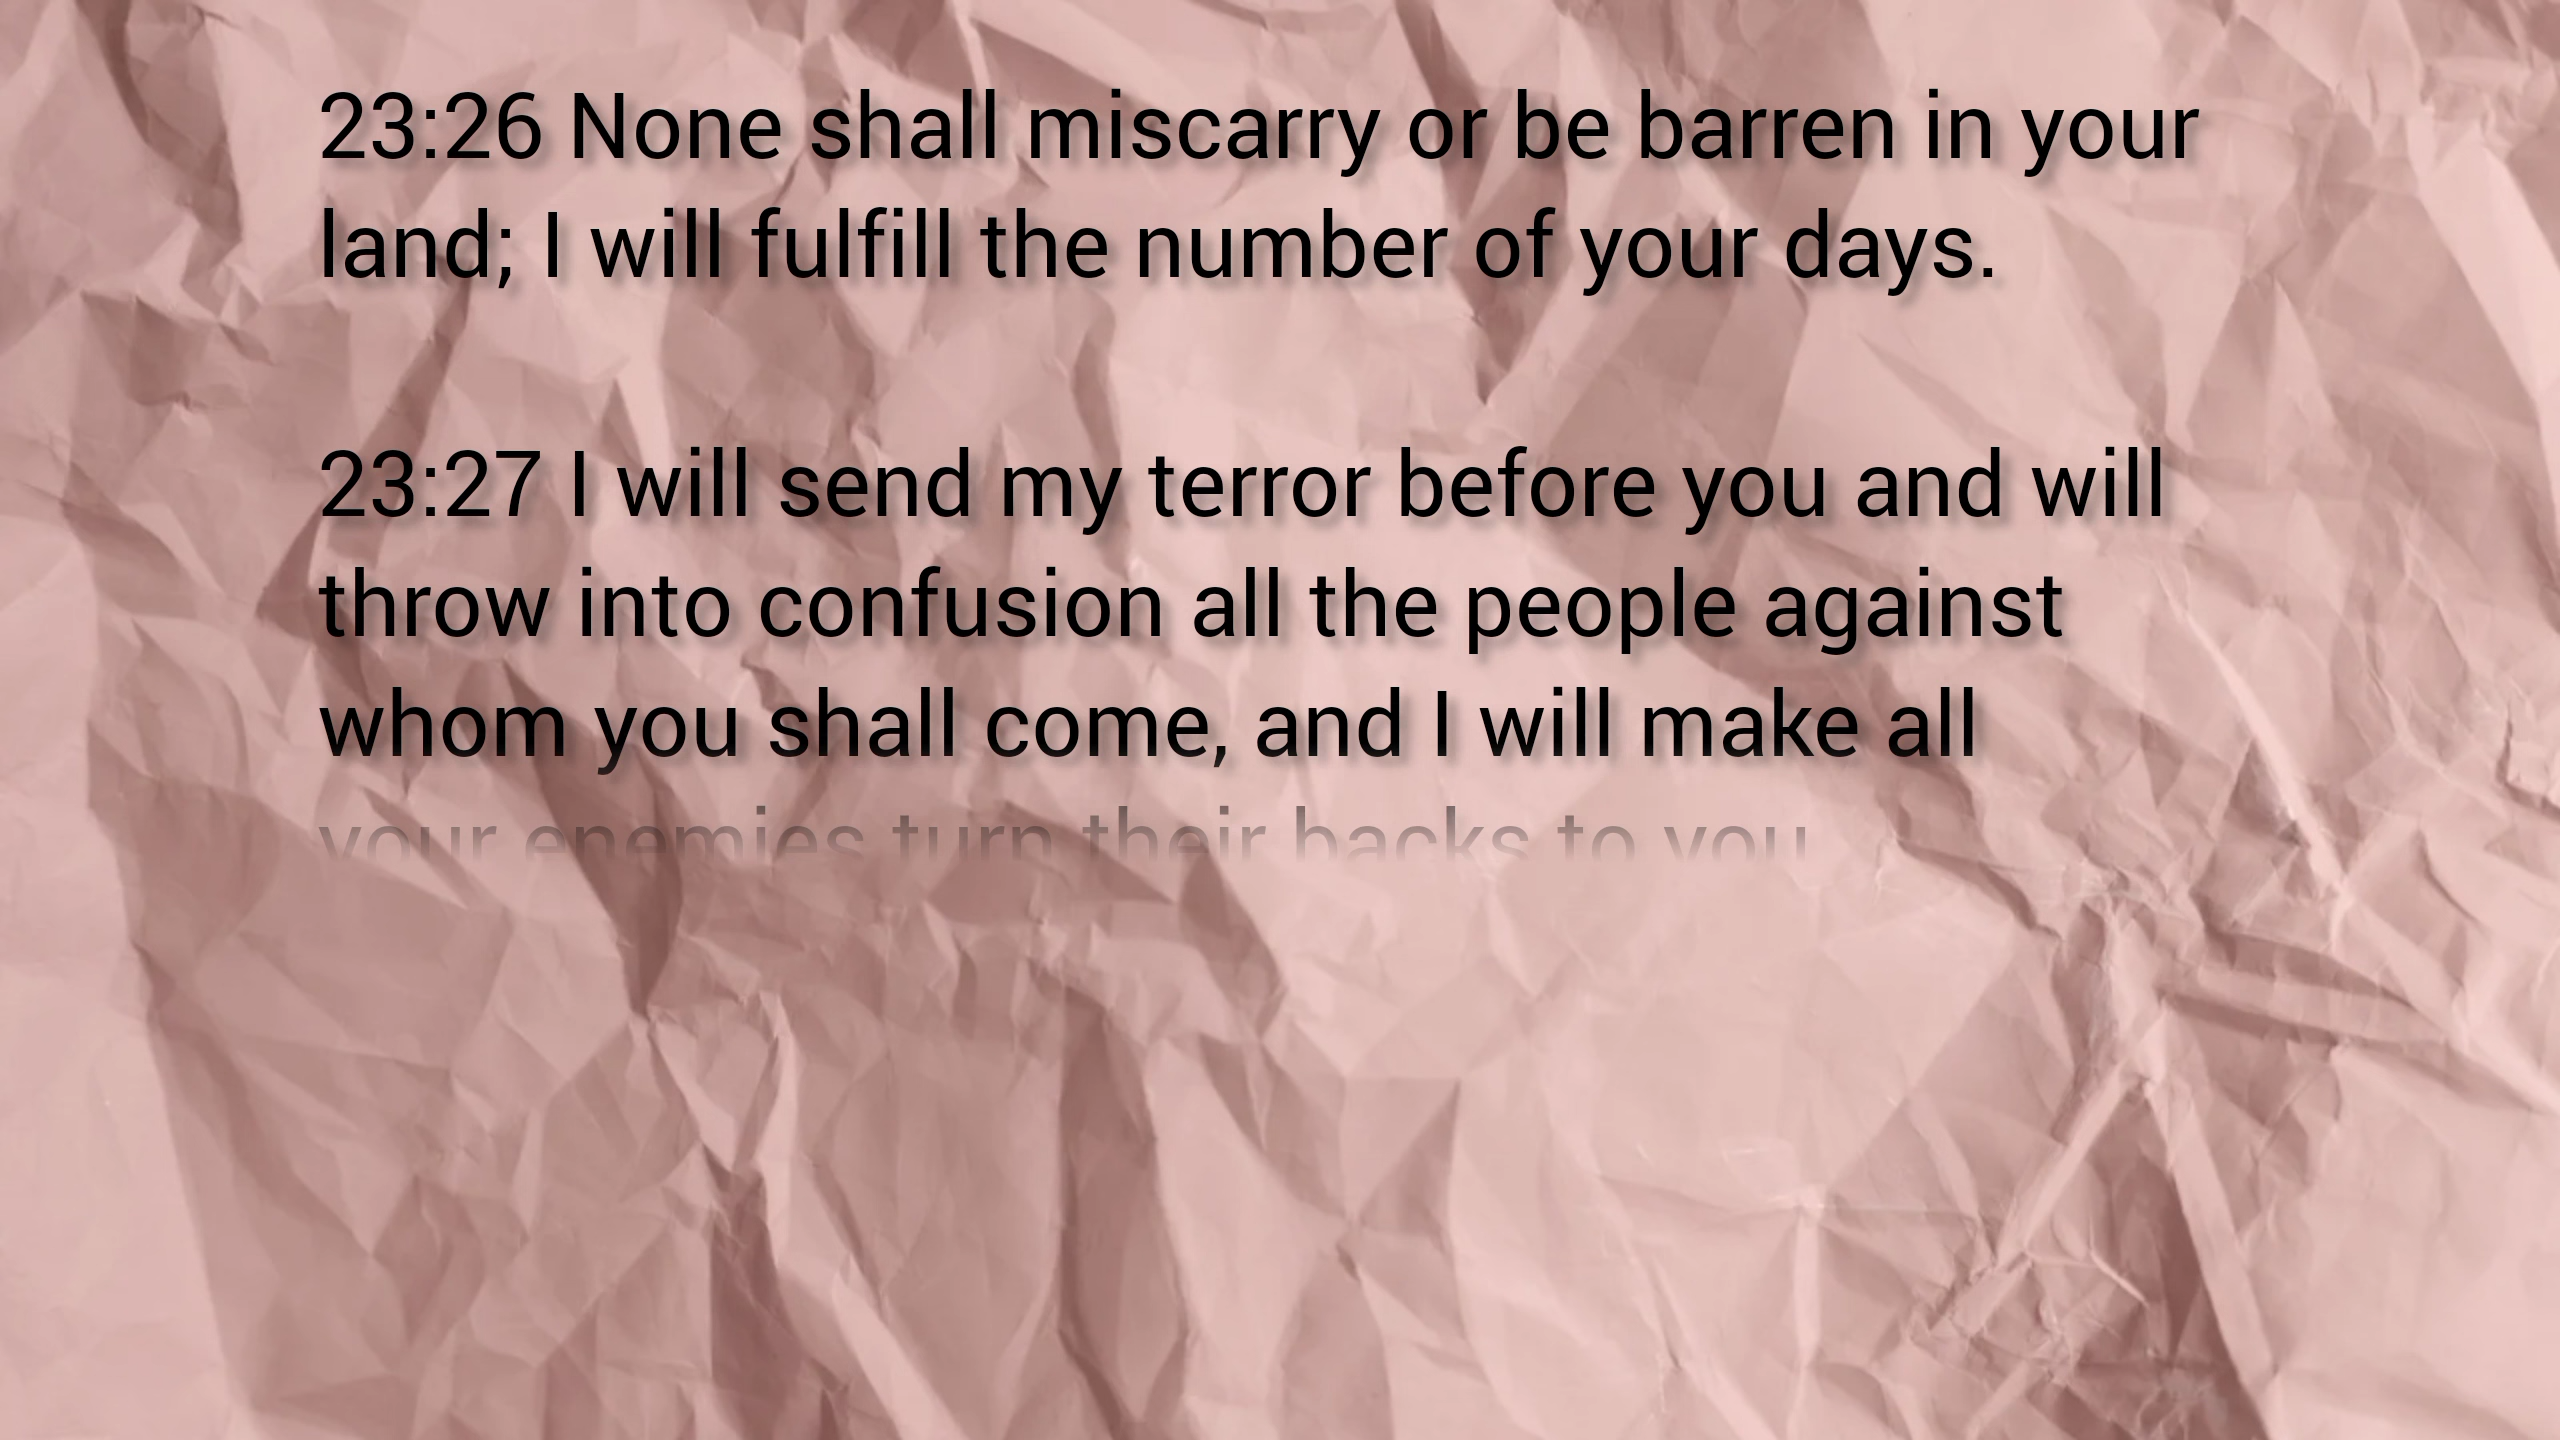 23:26 None shall miscarry or be barren in your
land; I will fulfill the number of your days.
23:27 I will send my terror before you and will
throw into confusion all the people against
whom you shall come, and I will make all
your enemies turn their backs to you